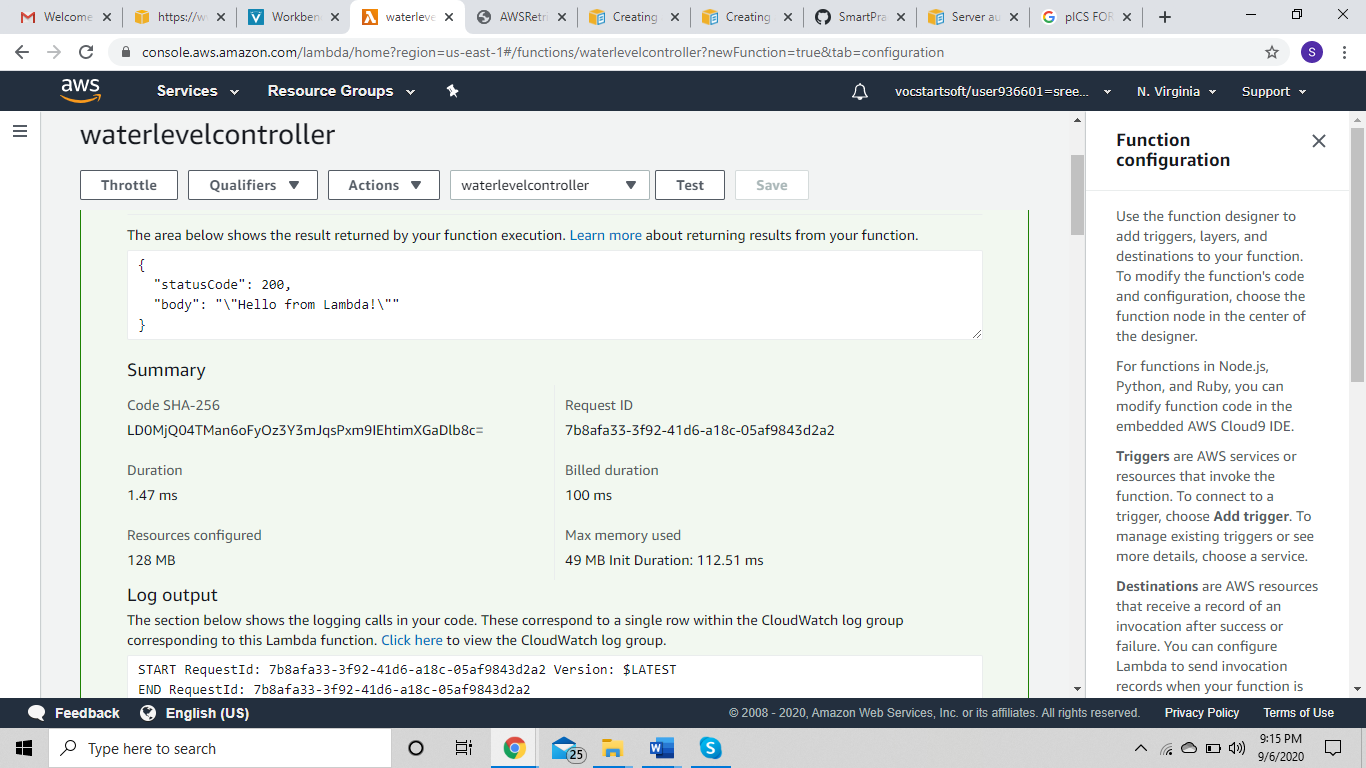 Welcome
https://w
Workben
waterleve
AWSRetri
Creating
Creating
SmartPra
Server au
pICS FOR
console.aws.amazon.com/lambda/home?region=us-east-1#/functions/waterlevelcontroller?newFunction=true&tab=configuration
S
aws
Services
Resource Groups
vocstartsoft/user936601=sree...
N. Virginia
Support
waterlevelcontroller
Throttle
Qualifiers
Actions
waterlevelcontroller
Test
Save
The area below shows the result returned by your function execution. Learn more about returning results from your function.
{
"statusCode": 200,
"body": "\"Hello from Lambda!\""
}
Summary
Code SHA-256
LD0MjQ04TMan6oFyOz3Y3mJqsPxm9IEhtimXGaDlb8c=
Request ID
7b8afa33-3f92-41d6-a18c-05af9843d2a2
Duration
1.47 ms
Billed duration
100 ms
Resources configured
128 MB
Max memory used
49 MB Init Duration: 112.51 ms
Log output
The section below shows the logging calls in your code. These correspond to a single row within the CloudWatch log group
corresponding to this Lambda function. Click here to view the CloudWatch log group.
START RequestId: 7b8afa33-3f92-41d6-a18c-05af9843d2a2 Version: $LATEST
END RequestId: 7b8afa33-3f92-41d6-a18c-05af9843d2a2
Function
configuration
Use the function designer to
add triggers, layers, and
destinations to your function.
To modify the function's code
and configuration, choose the
function node in the center of
the designer.
For functions in Node.js,
Python, and Ruby, you can
modify function code in the
embedded AWS Cloud9 IDE.
Triggers are AWS services or
resources that invoke the
function. To connect to a
trigger, choose Add trigger. To
manage existing triggers or see
more details, choose a service.
Destinations are AWS resources
that receive a record of an
invocation after success or
failure. You can configure
Lambda to send invocation
records when your function is
Feedback
English (US)
© 2008 - 2020, Amazon Web Services, Inc. or its affiliates. All rights reserved.
Privacy Policy
Terms of Use
Type here to search
25
9:15 PM
9/6/2020